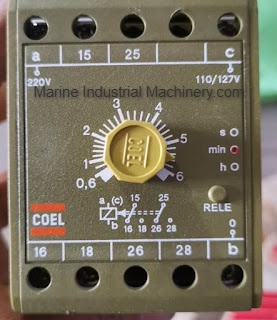 a 15 25 c
220V 110/127V
Marine Industrial Machinery.com
3
4
2
5
1
6
0,6
COEL
s
min
h
RELE
15 25
a (c)
b 16 18 26 28
COEL
0
16 18 26 28 b